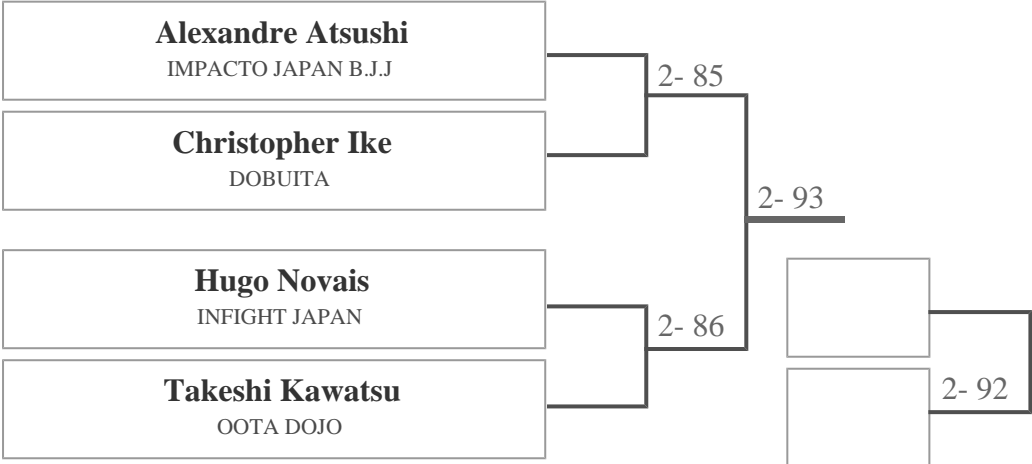 Alexandre Atsushi
IMPACTO JAPAN B.J.J
2- 85
Christopher Ike
DOBUITA
2- 93
Hugo Novais
INFIGHT JAPAN
2- 86
Takeshi Kawatsu
OOTA DOJO
2- 92